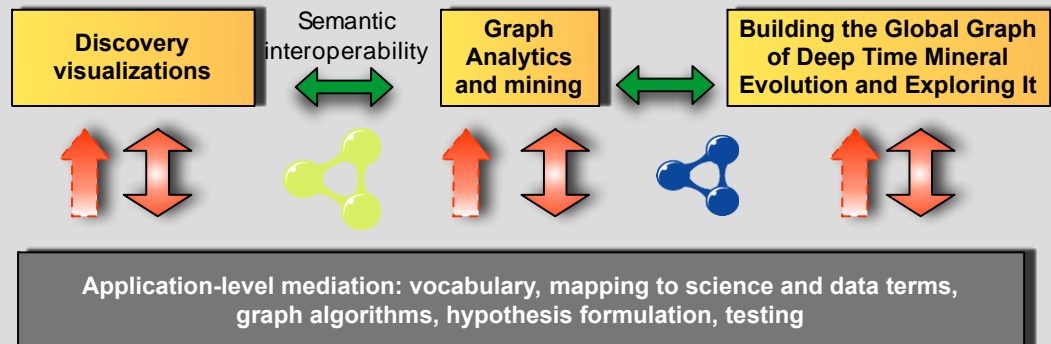 Discovery
visualizations
Semantic
interoperability
Graph
Analytics
and mining
Building the Global Graph
of Deep Time Mineral
Evolution and Exploring It
Application-level mediation: vocabulary, mapping to science and data terms,
graph algorithms, hypothesis formulation, testing